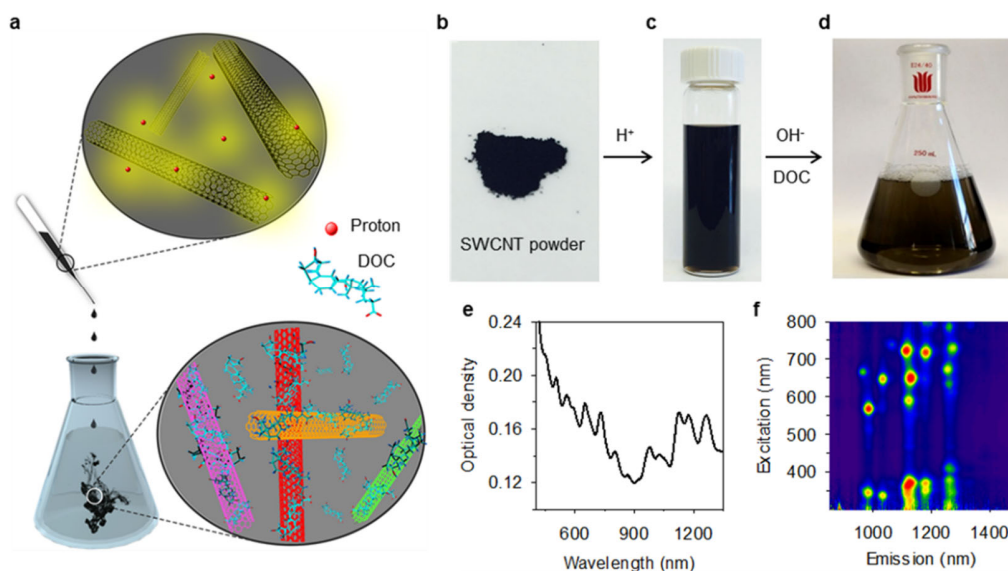 a
Proton
DOC
b
SWCNT powder
H⁺
c
OH⁻
DOC
d
250 mL
e
0.24
0.20
0.16
0.12
Optical density
600
900
1200
Wavelength (nm)
f
800
700
600
500
400
Excitation (nm)
1000
1200
1400
Emission (nm)